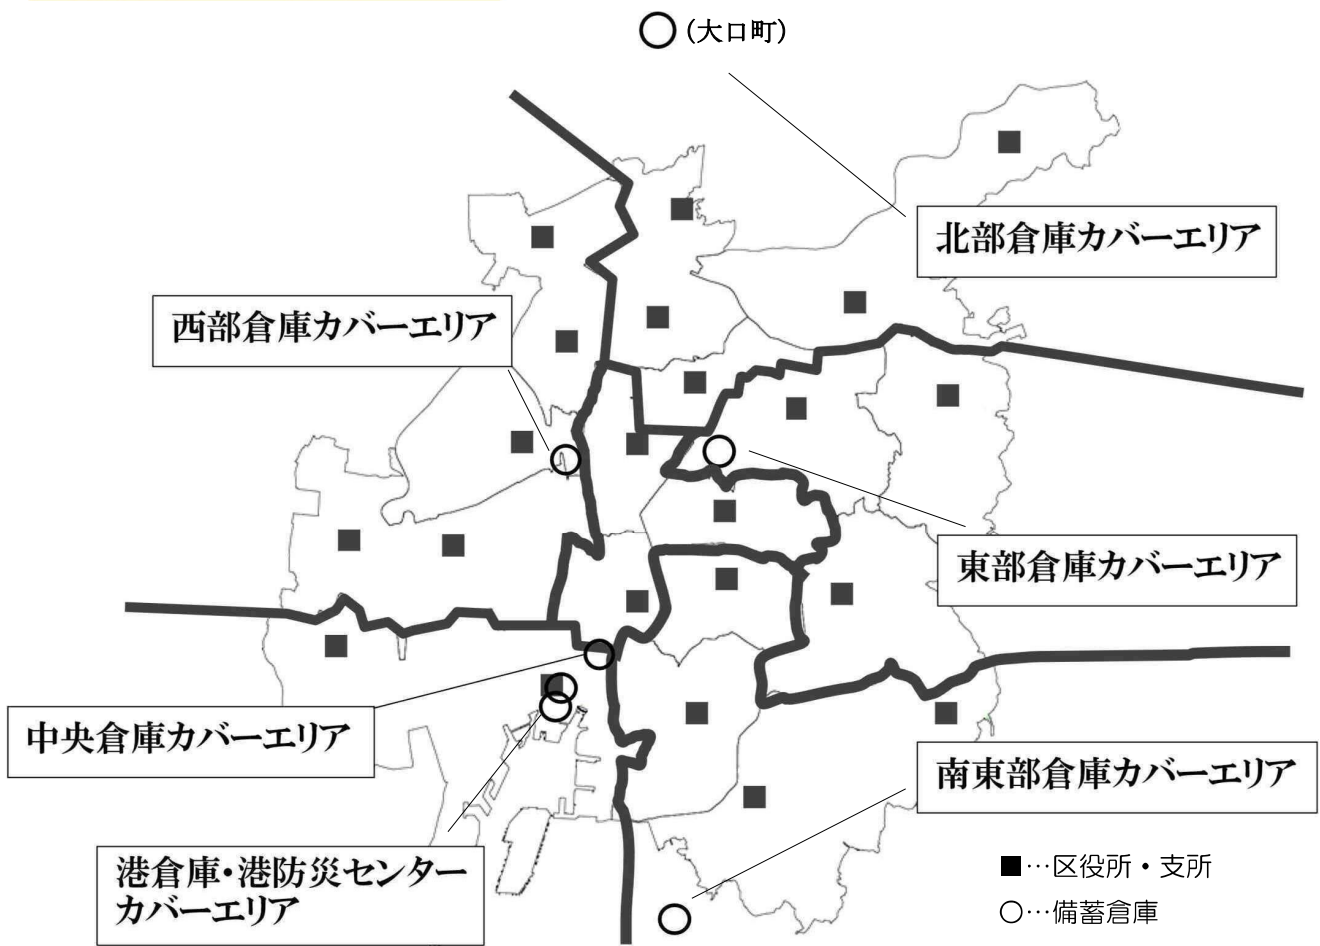 (大口町)
北部倉庫カバーエリア
西部倉庫カバーエリア
東部倉庫カバーエリア
中央倉庫カバーエリア
南東部倉庫カバーエリア
港倉庫・港防災センター
カバーエリア
■…区役所・支所
○…備蓄倉庫